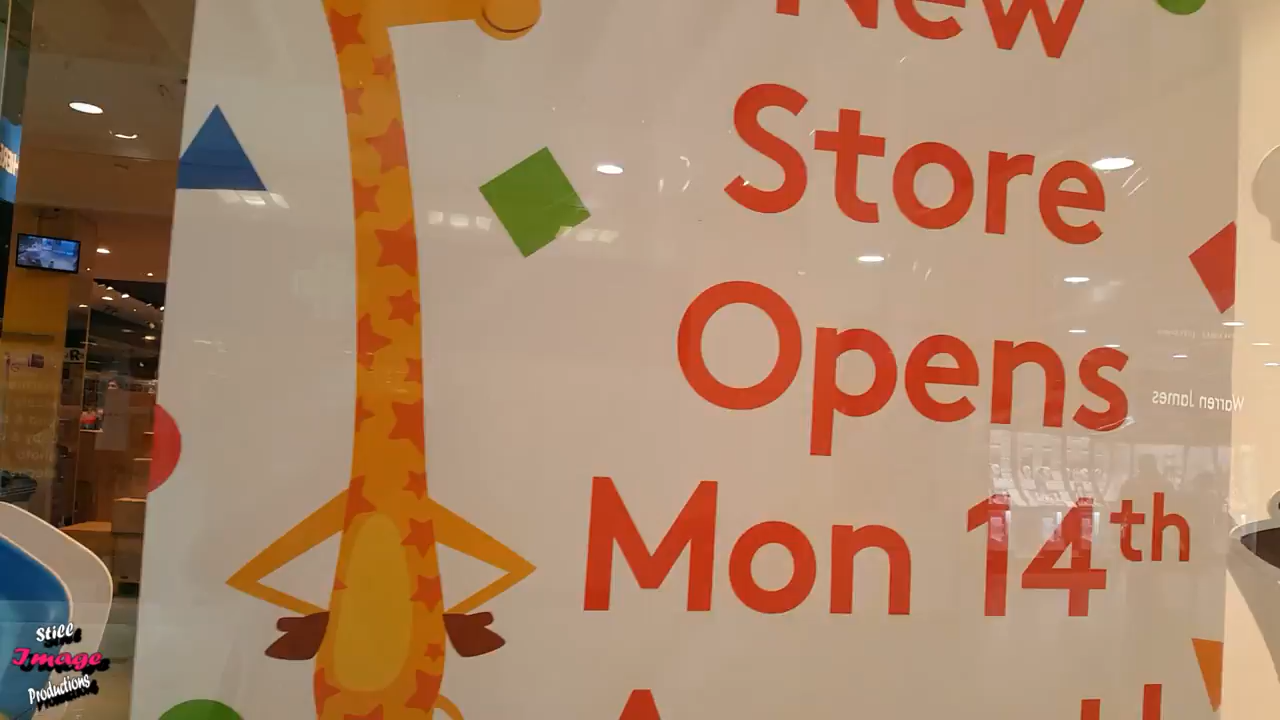 New
Store
Opens
Warren James
Mon 14th
Still
Image
Productions